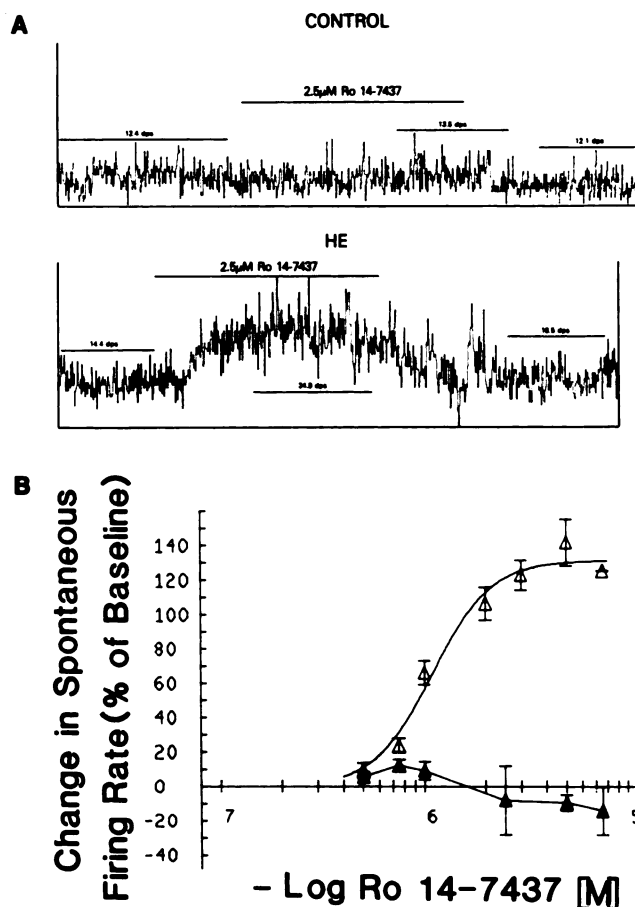 A
CONTROL
2.5μM Ro 14-7437
12.4 dps
13.5 dps
12.1 dps
HE
2.5μM Ro 14-7437
14.4 dps
16.5 dps
34.9 dps
B
Change in Spontaneous
Firing Rate (% of Baseline)
140
120
100
80
60
40
20
0
-20
-40
7
6
5
– Log Ro 14-7437 [M]